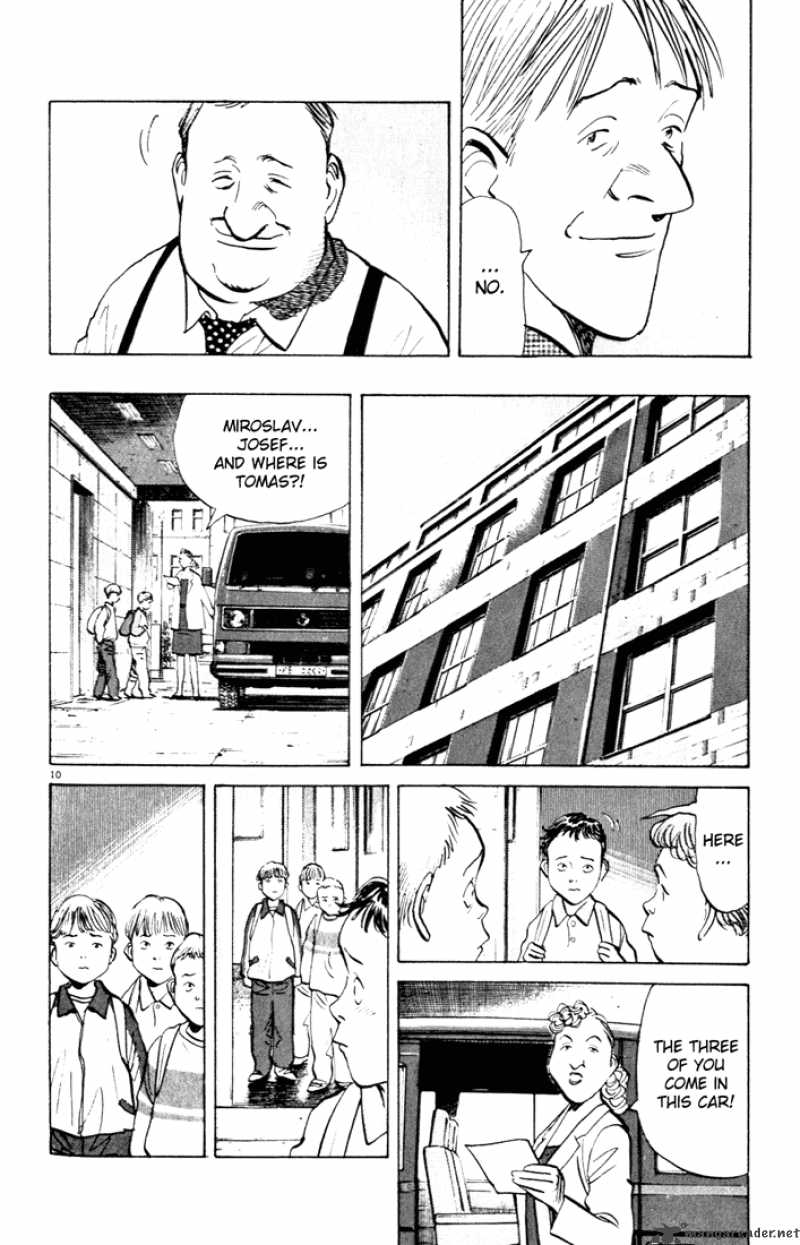 ...
NO.
MIROSLAV...
JOSEF...
AND WHERE IS
TOMAS?!
10
HERE
...
THE THREE
OF YOU
COME IN
THIS CAR!
mangareader.net